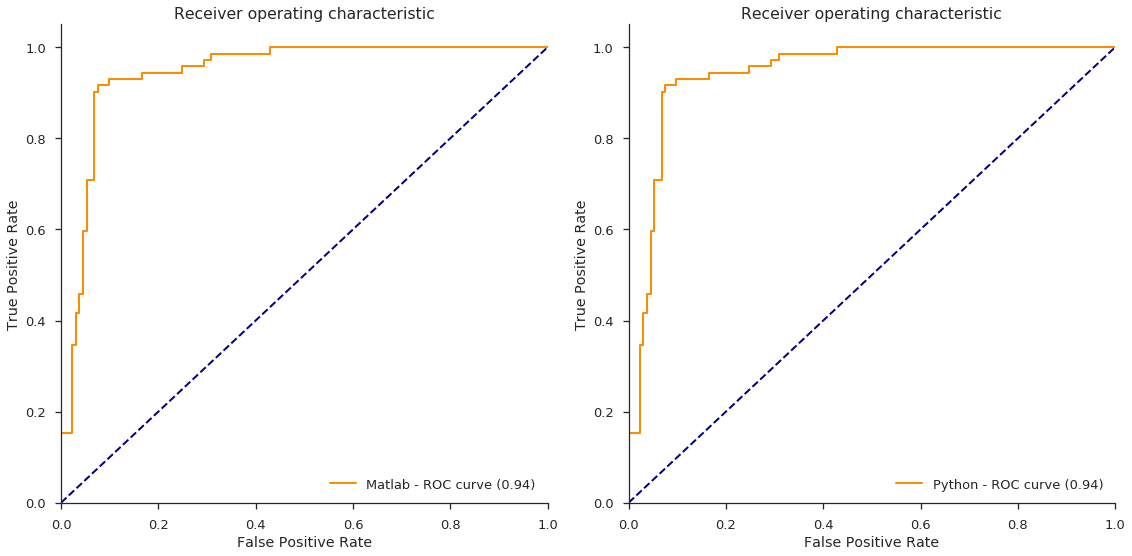 Receiver operating characteristic
1.0
0.8
0.6
0.4
0.2
0.0
True Positive Rate
Matlab - ROC curve (0.94)
0.0 0.2 0.4 0.6 0.8 1.0
False Positive Rate
Receiver operating characteristic
1.0
0.8
0.6
0.4
0.2
0.0
True Positive Rate
Python - ROC curve (0.94)
0.0 0.2 0.4 0.6 0.8 1.0
False Positive Rate